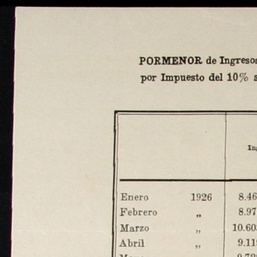 PORMENOR de Ingresos
por Impuesto del 10%
Enero 1926 8.46
Febrero „ 8.97
Marzo „ 10.60
Abril „ 9.11